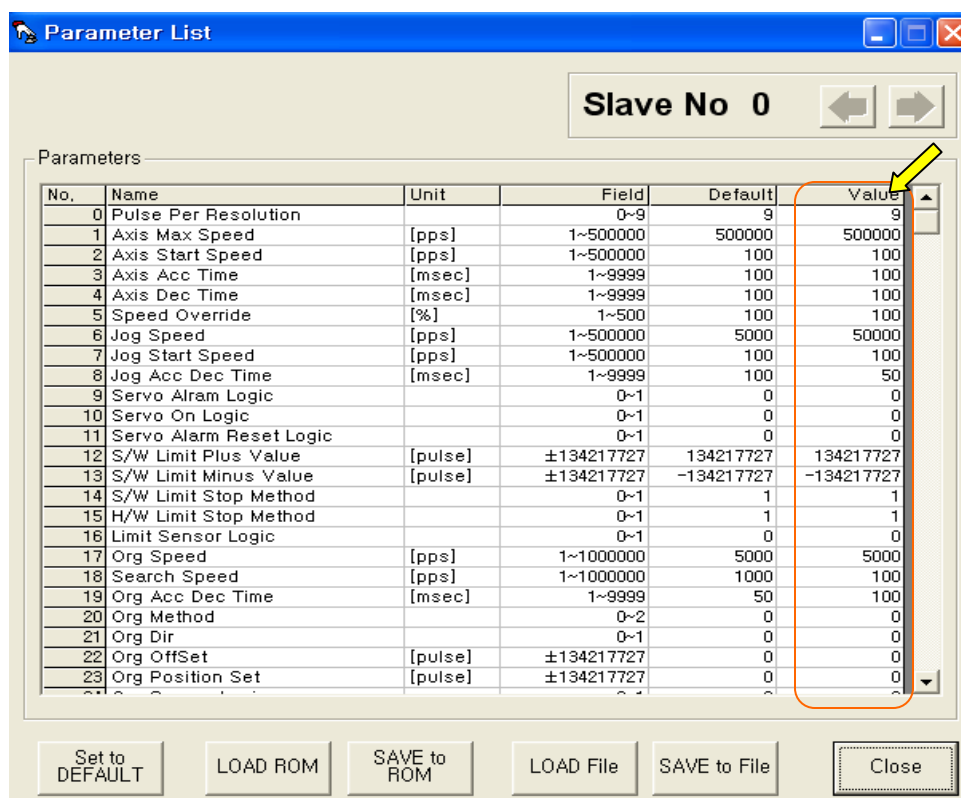 Parameter List
Slave No 0
Parameters
No. Name Unit Field Default Value
0 Pulse Per Resolution 0~9 9 9
1 Axis Max Speed [pps] 1~500000 500000 500000
2 Axis Start Speed [pps] 1~500000 100 100
3 Axis Acc Time [msec] 1~9999 100 100
4 Axis Dec Time [msec] 1~9999 100 100
5 Speed Override [%] 1~500 100 100
6 Jog Speed [pps] 1~500000 5000 50000
7 Jog Start Speed [pps] 1~500000 100 100
8 Jog Acc Dec Time [msec] 1~9999 100 50
9 Servo Alram Logic 0~1 0 0
10 Servo On Logic 0~1 0 0
11 Servo Alarm Reset Logic 0~1 0 0
12 S/W Limit Plus Value [pulse] ±134217727 134217727 134217727
13 S/W Limit Minus Value [pulse] ±134217727 -134217727 -134217727
14 S/W Limit Stop Method 0~1 1 1
15 H/W Limit Stop Method 0~1 1 1
16 Limit Sensor Logic 0~1 0 0
17 Org Speed [pps] 1~1000000 5000 5000
18 Search Speed [pps] 1~1000000 1000 100
19 Org Acc Dec Time [msec] 1~9999 50 100
20 Org Method 0~2 0 0
21 Org Dir 0~1 0 0
22 Org OffSet [pulse] ±134217727 0 0
23 Org Position Set [pulse] ±134217727 0 0
Set to DEFAULT LOAD ROM SAVE to ROM LOAD File SAVE to File Close